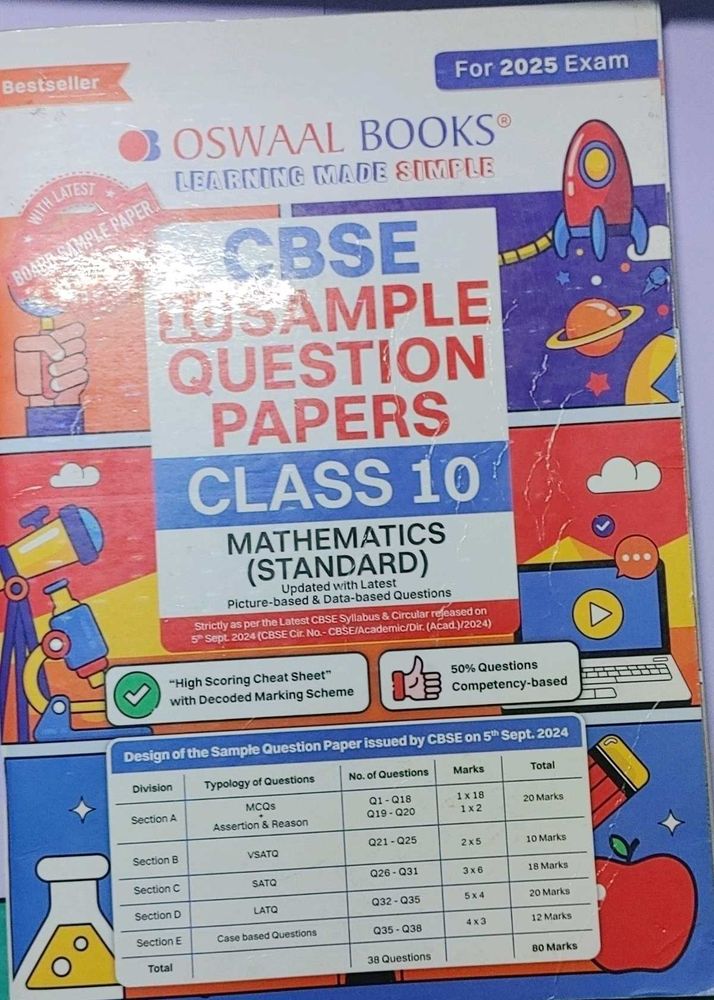 Bestseller
For 2025 Exam
OSWAAL BOOKS®
LEARNING MADE SIMPLE
WITH LATEST
BOARD SAMPLE PAPER
CBSE
10 SAMPLE
QUESTION
PAPERS
CLASS 10
MATHEMATICS
(STANDARD)
Updated with Latest
Picture-based & Data-based Questions
Strictly as per the Latest CBSE Syllabus & Circular released on
5th Sept. 2024 (CBSE Cir. No.- CBSE/Academic/Dir. (Acad.)/2024)
"High Scoring Cheat Sheet"
with Decoded Marking Scheme
50% Questions
Competency-based
Design of the Sample Question Paper issued by CBSE on 5th Sept. 2024
Division Typology of Questions No. of Questions Marks Total
Section A MCQs + Assertion & Reason Q1 - Q18 Q19 - Q20 1 x 18 1 x 2 20 Marks
Section B VSATQ Q21 - Q25 2 x 5 10 Marks
Section C SATQ Q26 - Q31 3 x 6 18 Marks
Section D LATQ Q32 - Q35 5 x 4 20 Marks
Section E Case based Questions Q35 - Q38 4 x 3 12 Marks
Total 38 Questions 80 Marks